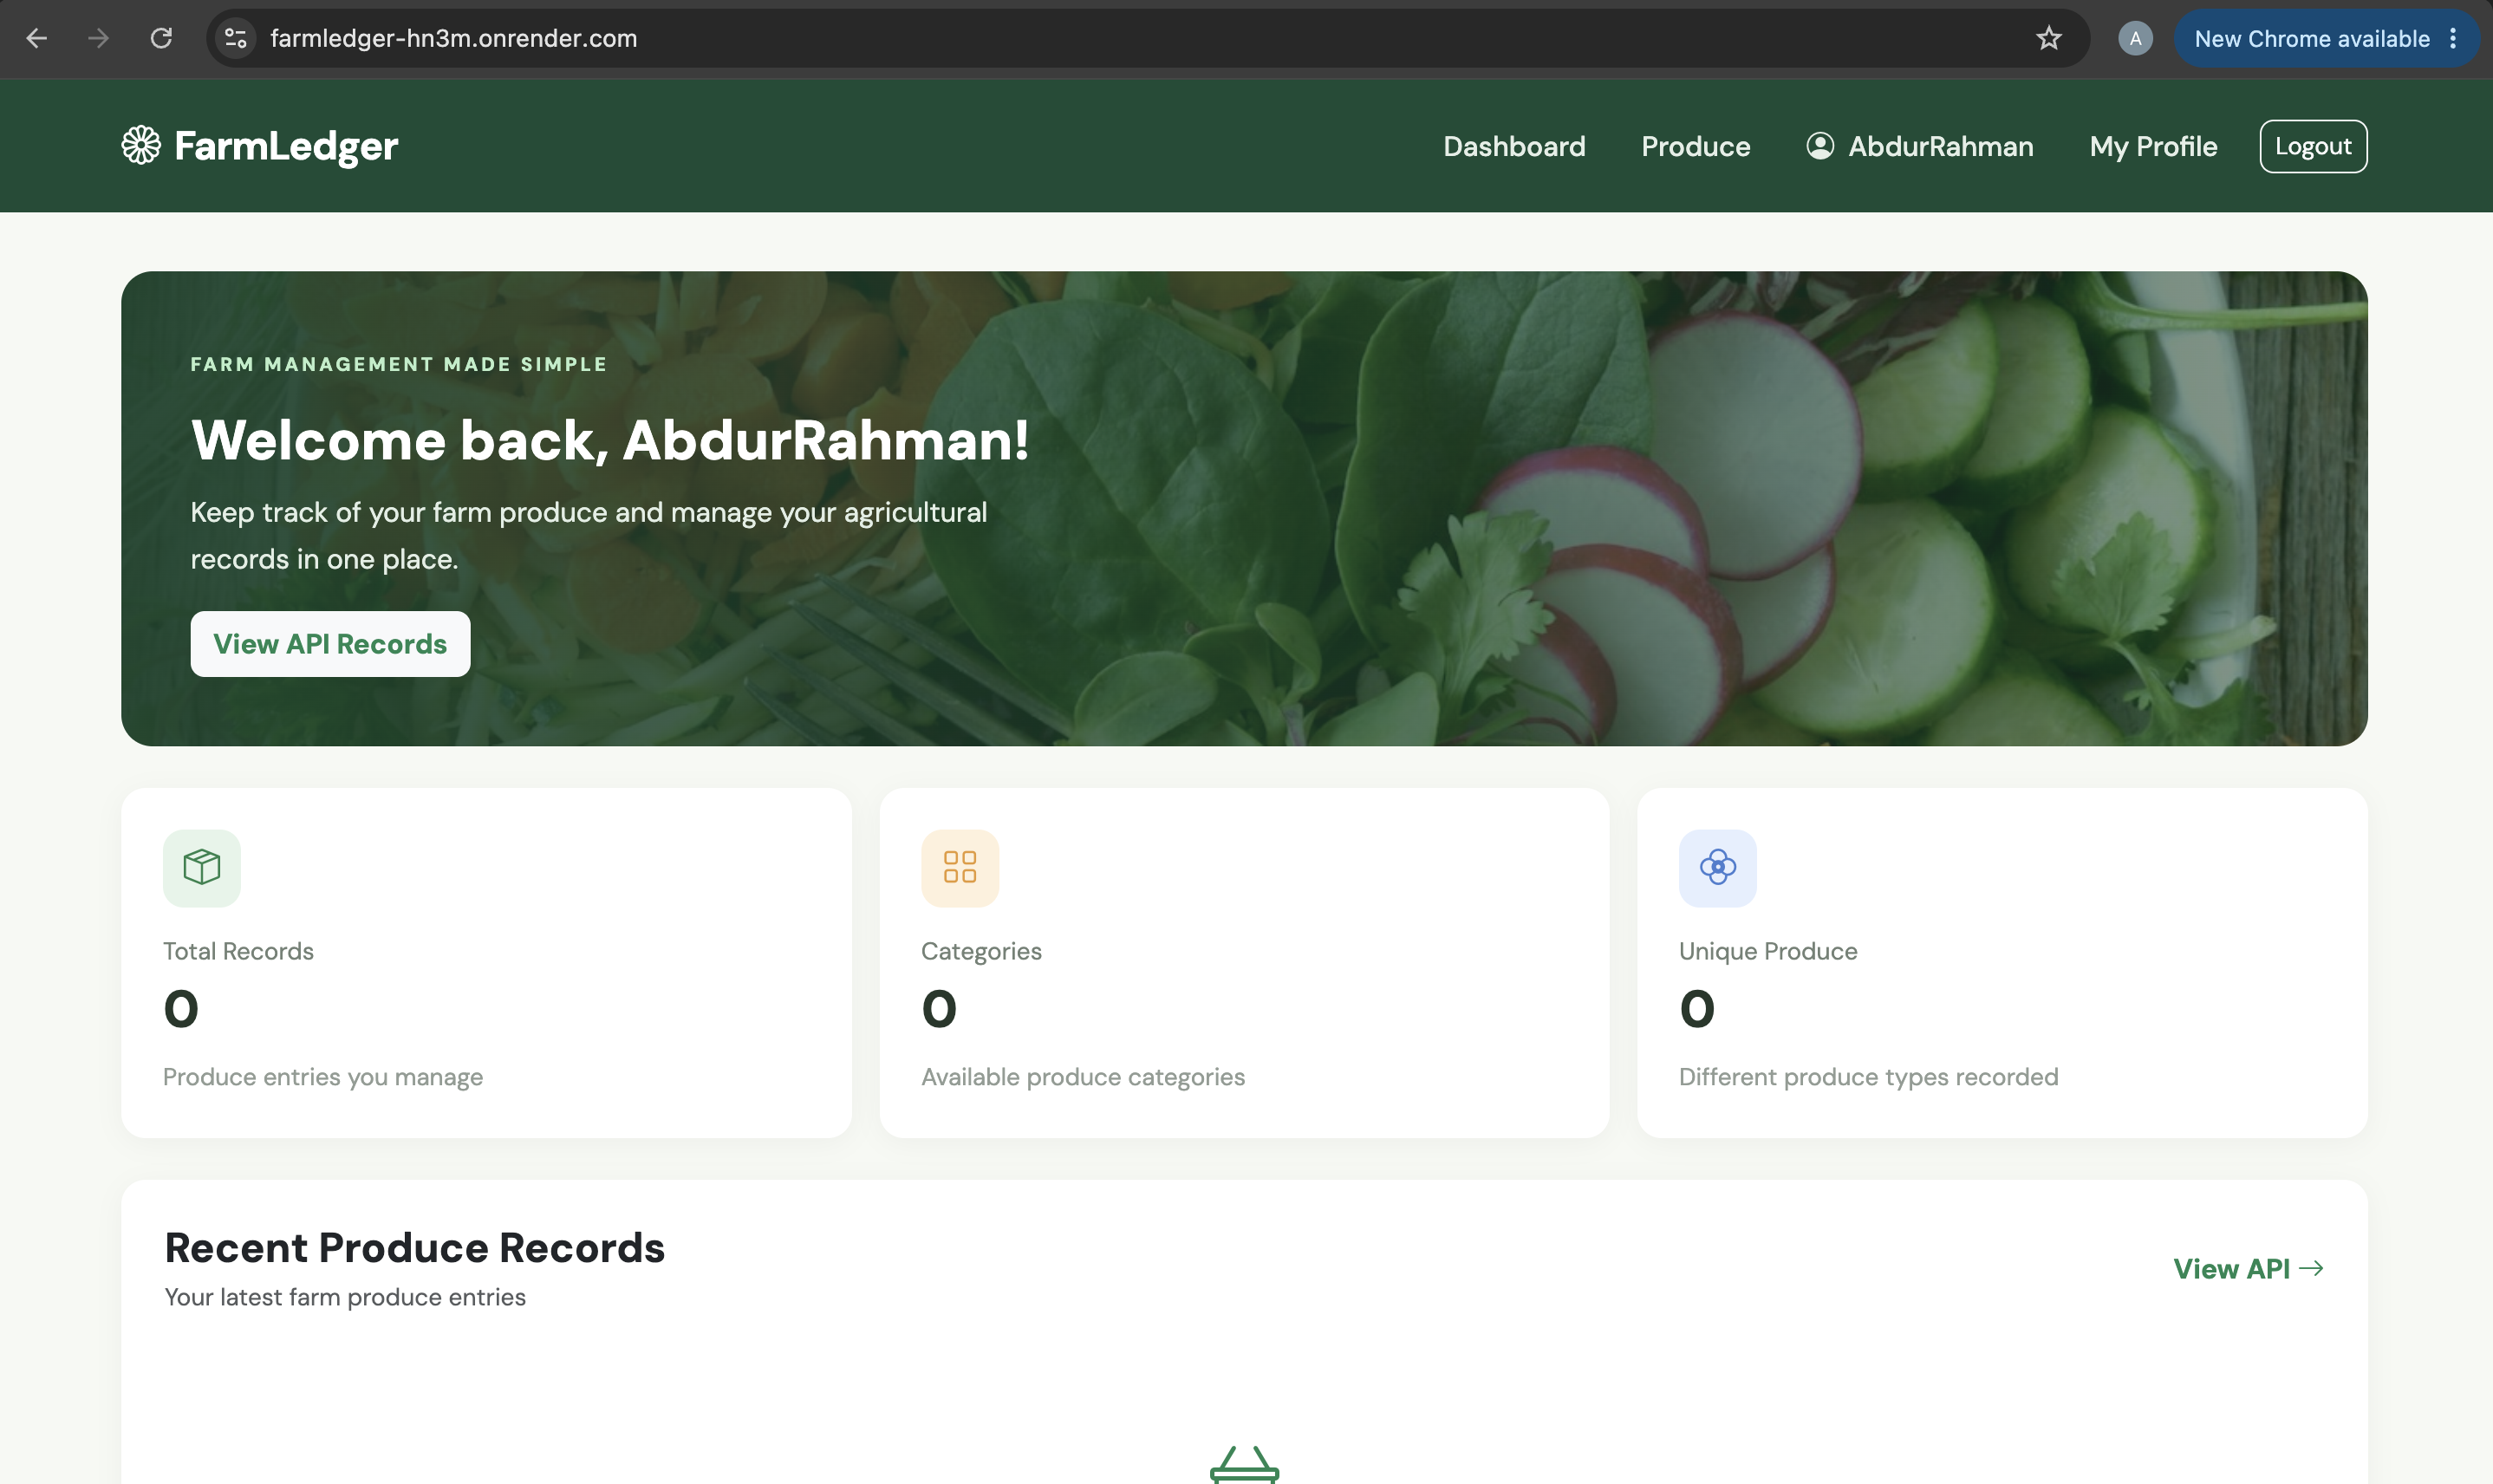 farmledger-hn3m.onrender.com
A
New Chrome available
FarmLedger
Dashboard
Produce
AbdurRahman
My Profile
Logout
FARM MANAGEMENT MADE SIMPLE
Welcome back, AbdurRahman!
Keep track of your farm produce and manage your agricultural
records in one place.
View API Records
Total Records
0
Produce entries you manage
Categories
0
Available produce categories
Unique Produce
0
Different produce types recorded
Recent Produce Records
Your latest farm produce entries
View API →